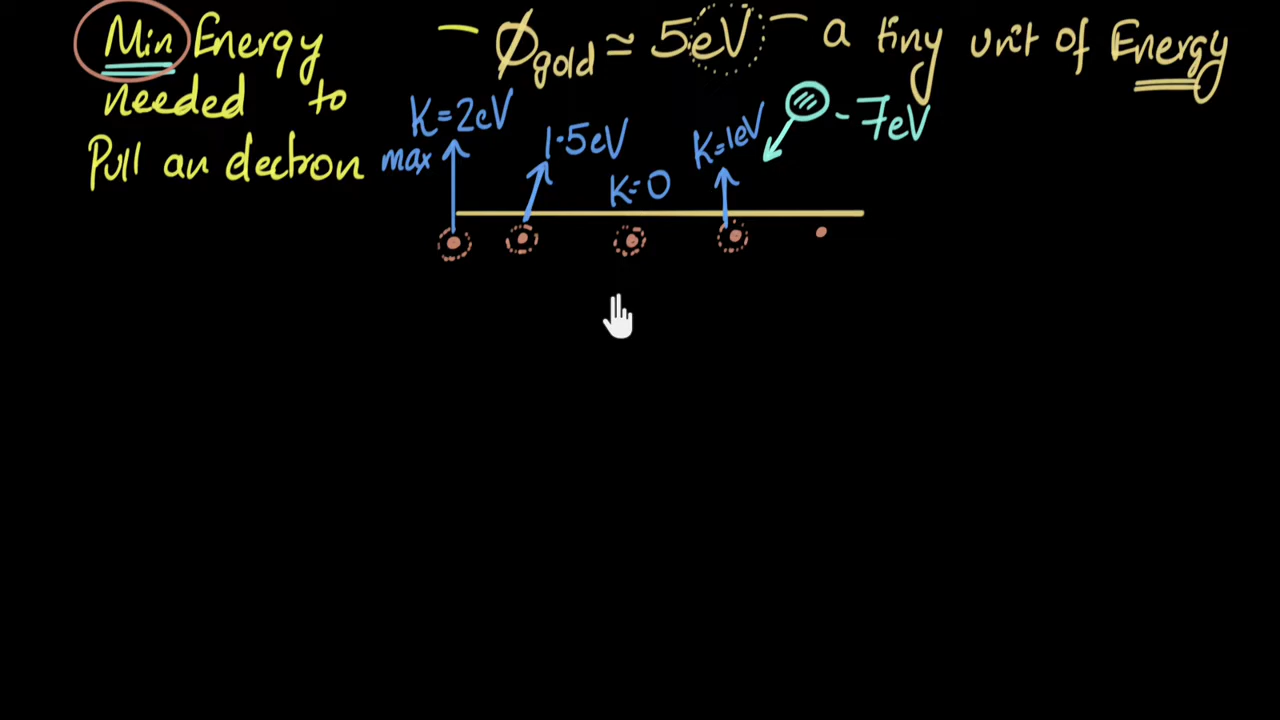 Min Energy
needed to
Pull an electron
- ϕgold ≃ 5eV - a tiny unit of Energy
K=2eV
max
1.5eV
K=0
K=1eV
- 7eV